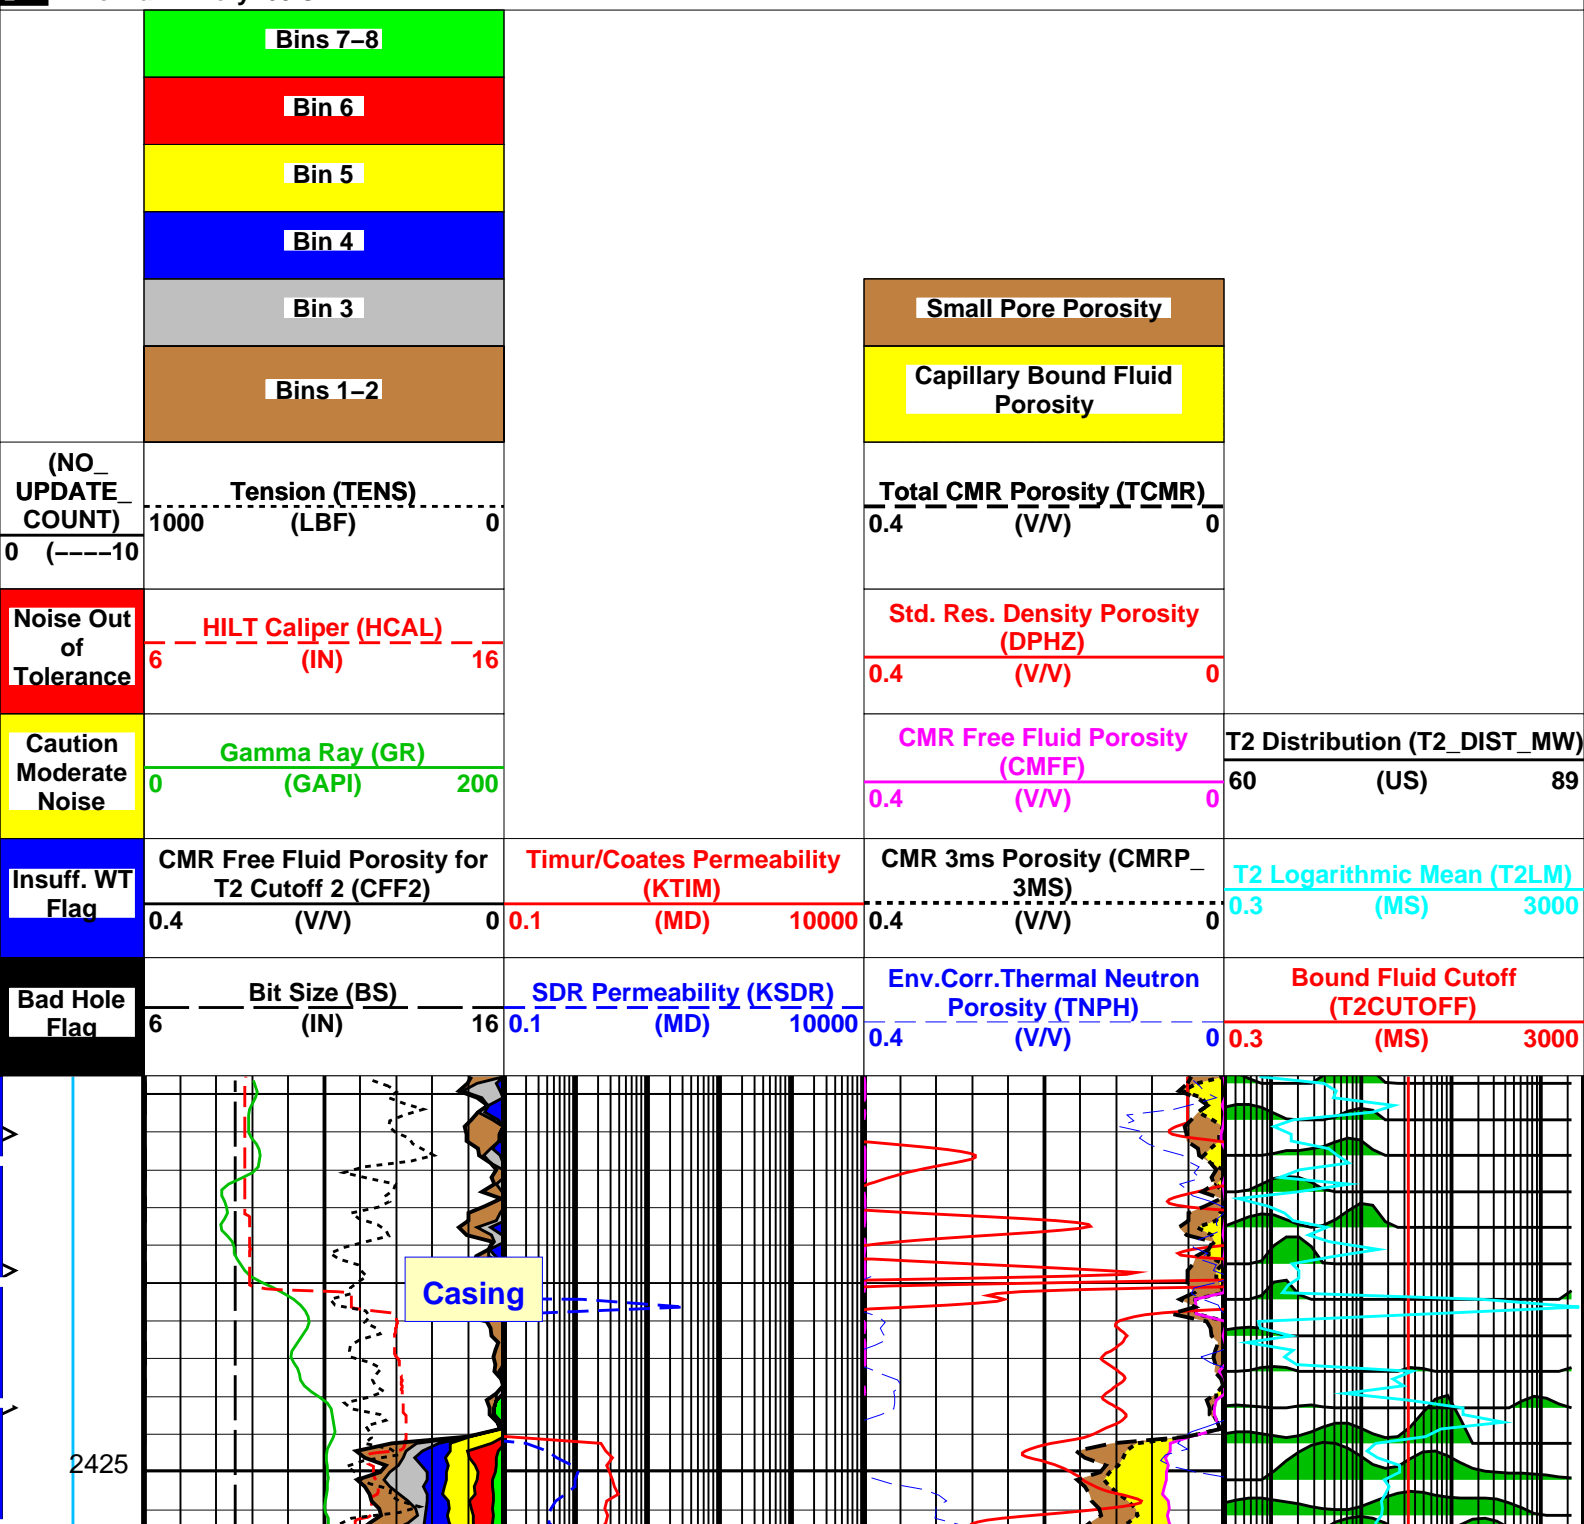 Bins 7–8
Bin 6
Bin 5
Bin 4
Bin 3
Bins 1–2
Small Pore Porosity
Capillary Bound Fluid
Porosity
(NO_
UPDATE_
COUNT)
0 (––––10
Tension (TENS)
1000 (LBF) 0
Total CMR Porosity (TCMR)
0.4 (V/V) 0
Noise Out
of
Tolerance
HILT Caliper (HCAL)
6 (IN) 16
Std. Res. Density Porosity
(DPHZ)
0.4 (V/V) 0
Caution
Moderate
Noise
Gamma Ray (GR)
0 (GAPI) 200
CMR Free Fluid Porosity
(CMFF)
0.4 (V/V) 0
T2 Distribution (T2_DIST_MW)
60 (US) 89
Insuff. WT
Flag
CMR Free Fluid Porosity for
T2 Cutoff 2 (CFF2)
0.4 (V/V) 0
Timur/Coates Permeability
(KTIM)
0.1 (MD) 10000
CMR 3ms Porosity (CMRP_
3MS)
0.4 (V/V) 0
T2 Logarithmic Mean (T2LM)
0.3 (MS) 3000
Bad Hole
Flag
Bit Size (BS)
6 (IN) 16
SDR Permeability (KSDR)
0.1 (MD) 10000
Env.Corr.Thermal Neutron
Porosity (TNPH)
0.4 (V/V) 0
Bound Fluid Cutoff
(T2CUTOFF)
0.3 (MS) 3000
Casing
2425